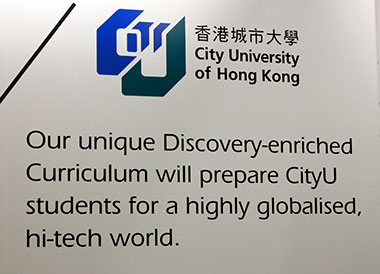 香港城市大學
City University
of Hong Kong
Our unique Discovery-enriched
Curriculum will prepare CityU
students for a highly globalised,
hi-tech world.